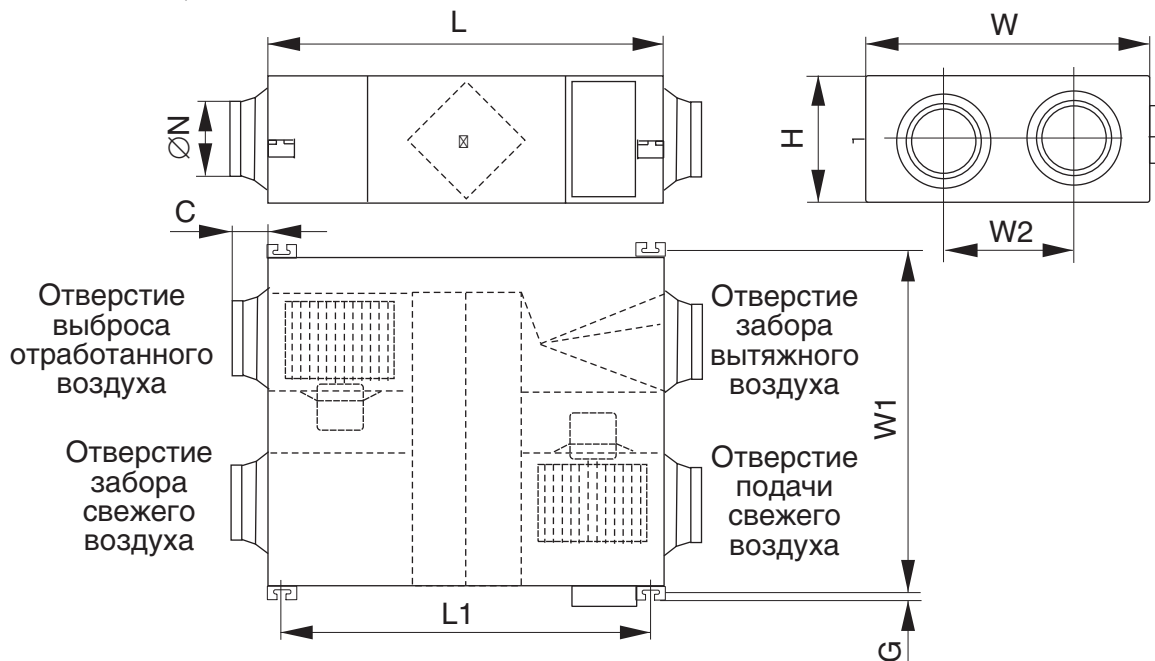 L
W
ØN
H
C
W2
Отверстие
выброса
отработанного
воздуха
Отверстие
забора
вытяжного
воздуха
W1
Отверстие
забора
свежего
воздуха
Отверстие
подачи
свежего
воздуха
L1
G